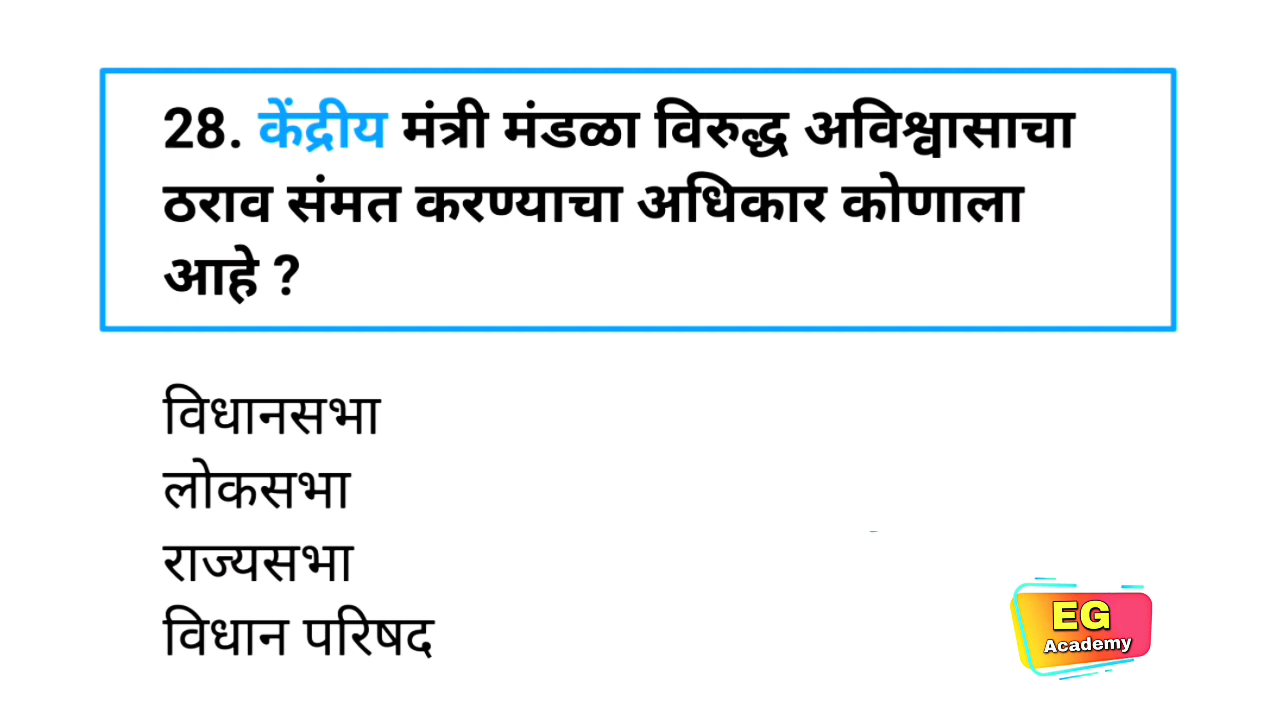 28. केंद्रीय मंत्री मंडळा विरुद्ध अविश्वासाचा
ठराव संमत करण्याचा अधिकार कोणाला
आहे ?
विधानसभा
लोकसभा
राज्यसभा
विधान परिषद
EG
Academy